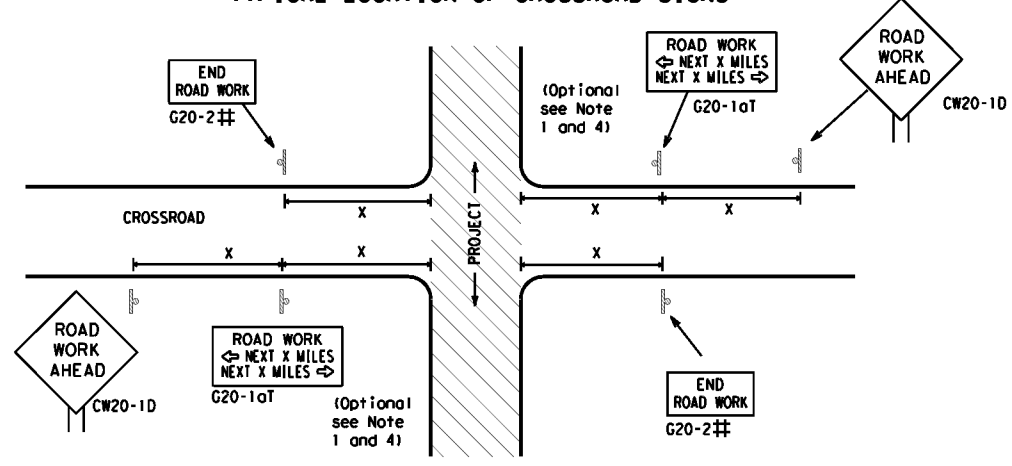 TYPICAL LOCATION OF CROSSROAD SIGNS
END
ROAD WORK
G20-2#
ROAD WORK
⇦ NEXT X MILES
NEXT X MILES ⇨
G20-1aT
(Optional
see Note
1 and 4)
ROAD
WORK
AHEAD
CW20-1D
X
X
X
CROSSROAD
PROJECT
X
X
X
ROAD
WORK
AHEAD
CW20-1D
ROAD WORK
⇦ NEXT X MILES
NEXT X MILES ⇨
G20-1aT
(Optional
see Note
1 and 4)
END
ROAD WORK
G20-2#